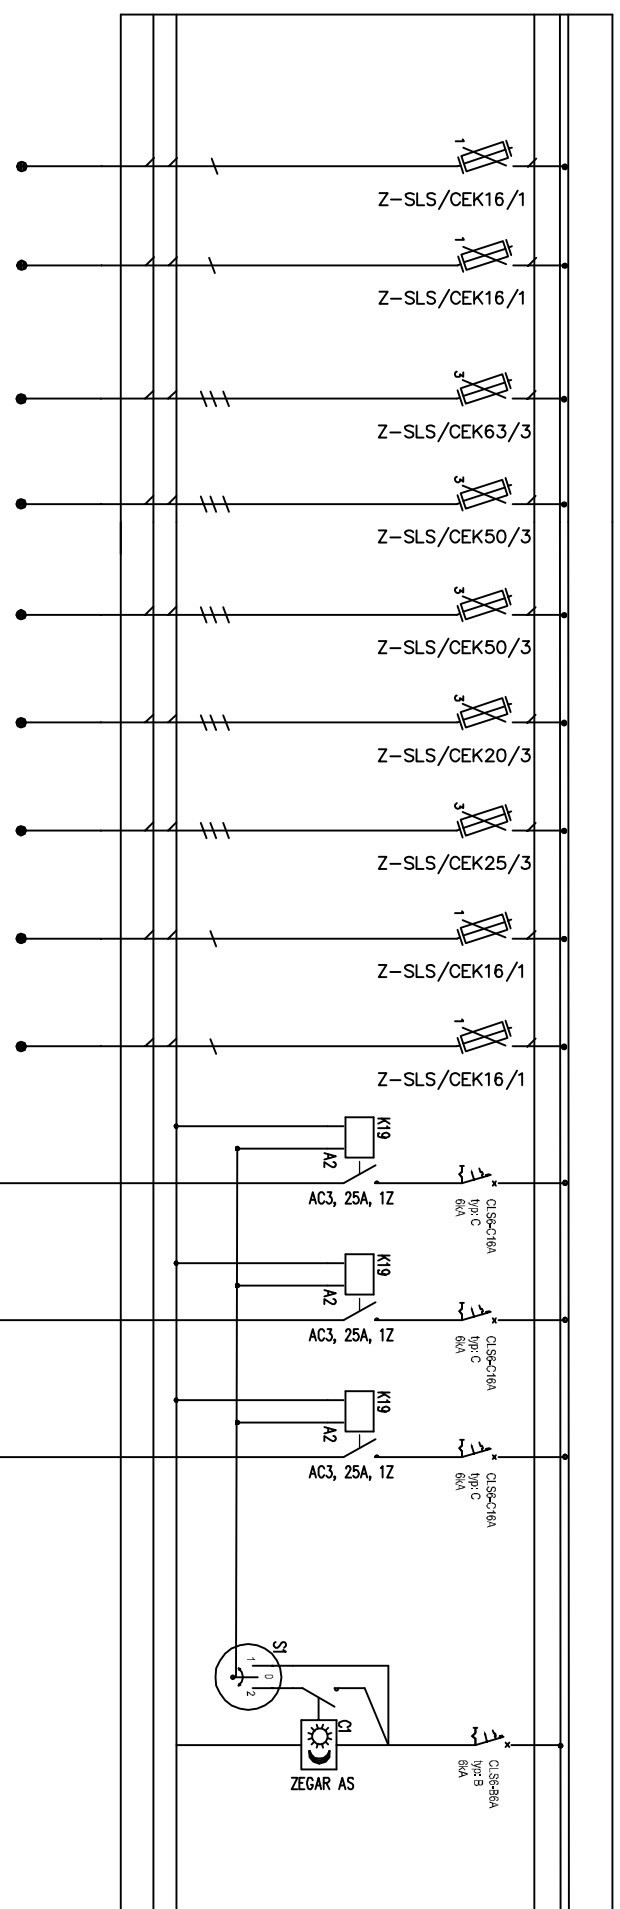 1
Z-SLS/CEK16/1
1
Z-SLS/CEK16/1
3
Z-SLS/CEK63/3
3
Z-SLS/CEK50/3
3
Z-SLS/CEK50/3
3
Z-SLS/CEK20/3
3
Z-SLS/CEK25/3
1
Z-SLS/CEK16/1
1
Z-SLS/CEK16/1
K19
A2
AC3, 25A, 1Z
CLS6-C16A
typ: C
6kA
K19
A2
AC3, 25A, 1Z
CLS6-C16A
typ: C
6kA
K19
A2
AC3, 25A, 1Z
CLS6-C16A
typ: C
6kA
S1
1
0
2
C1
ZEGAR AS
CLS6-B6A
typ: B
6kA